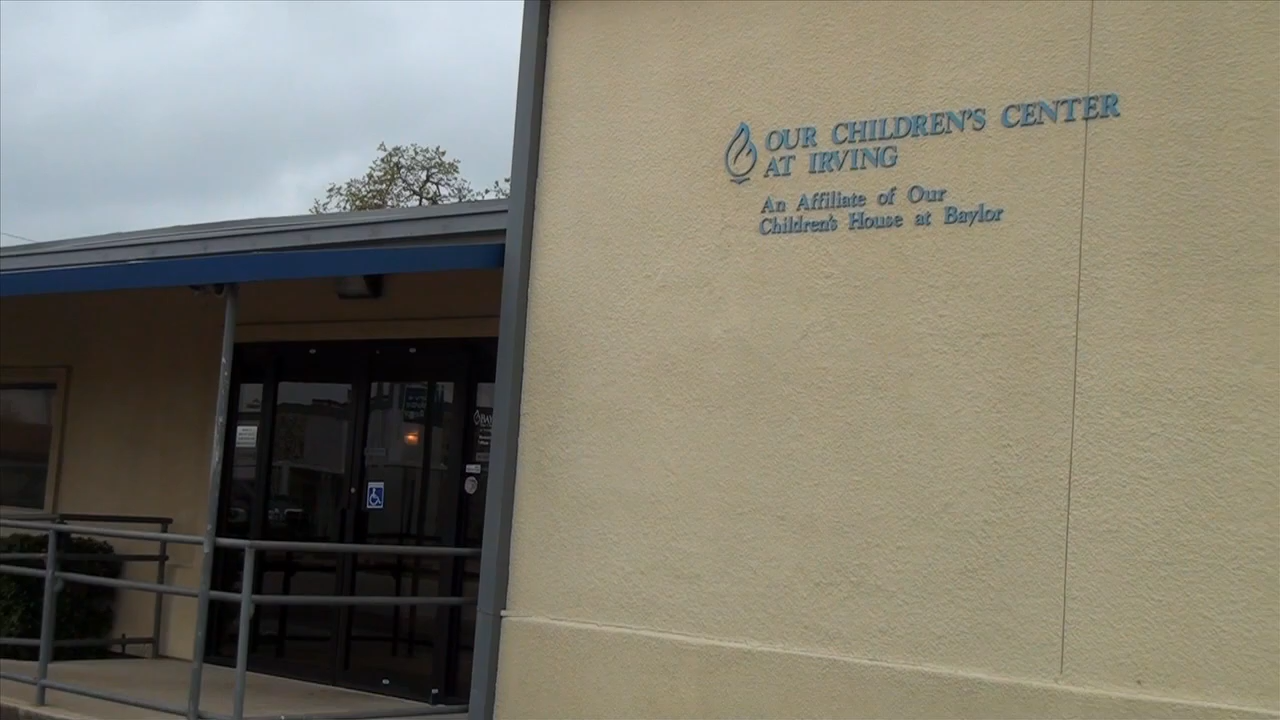 OUR CHILDREN'S CENTER
AT IRVING
An Affiliate of Our
Children's House at Baylor